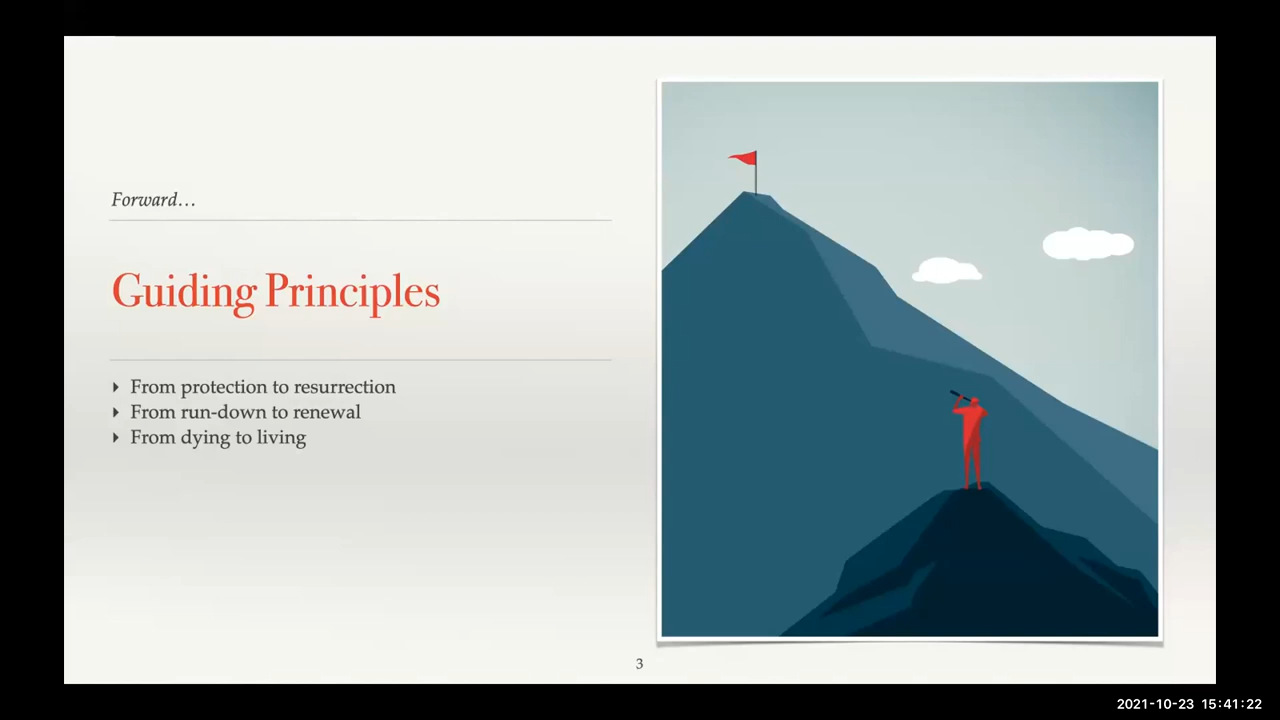 Forward…
Guiding Principles
From protection to resurrection
From run-down to renewal
From dying to living
3
2021-10-23 15:41:22